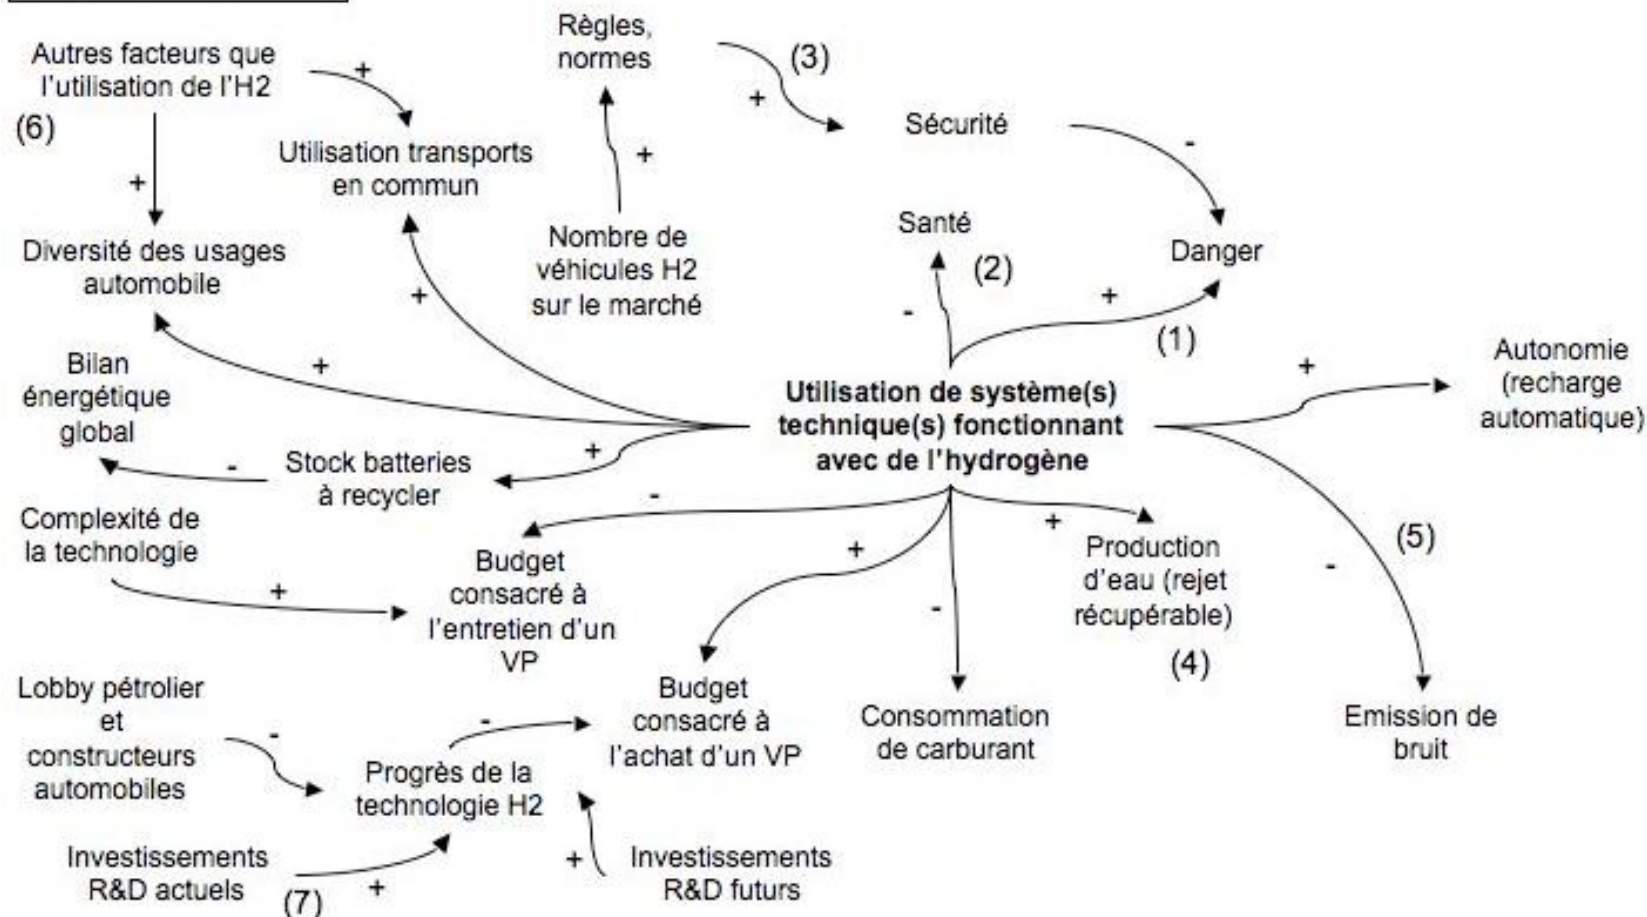 Autres facteurs que
l'utilisation de l'H2
(6)
+
+
Utilisation transports
en commun
Diversité des usages
automobile
Règles,
normes
(3)
+
+
Nombre de
véhicules H2
sur le marché
Sécurité
-
Santé
(2)
-
Danger
+
(1)
Utilisation de système(s)
technique(s) fonctionnant
avec de l'hydrogène
+
Autonomie
(recharge
automatique)
+
+
Bilan
énergétique
global
-
Stock batteries
à recycler
+
Complexité de
la technologie
+
-
Budget
consacré à
l'entretien d'un
VP
+
Budget
consacré à
l'achat d'un VP
-
Consommation
de carburant
+
Production
d'eau (rejet
récupérable)
(4)
(5)
-
Emission de
bruit
Lobby pétrolier
et
constructeurs
automobiles
-
-
Progrès de la
technologie H2
Investissements
R&D actuels
(7)
+
+
Investissements
R&D futurs